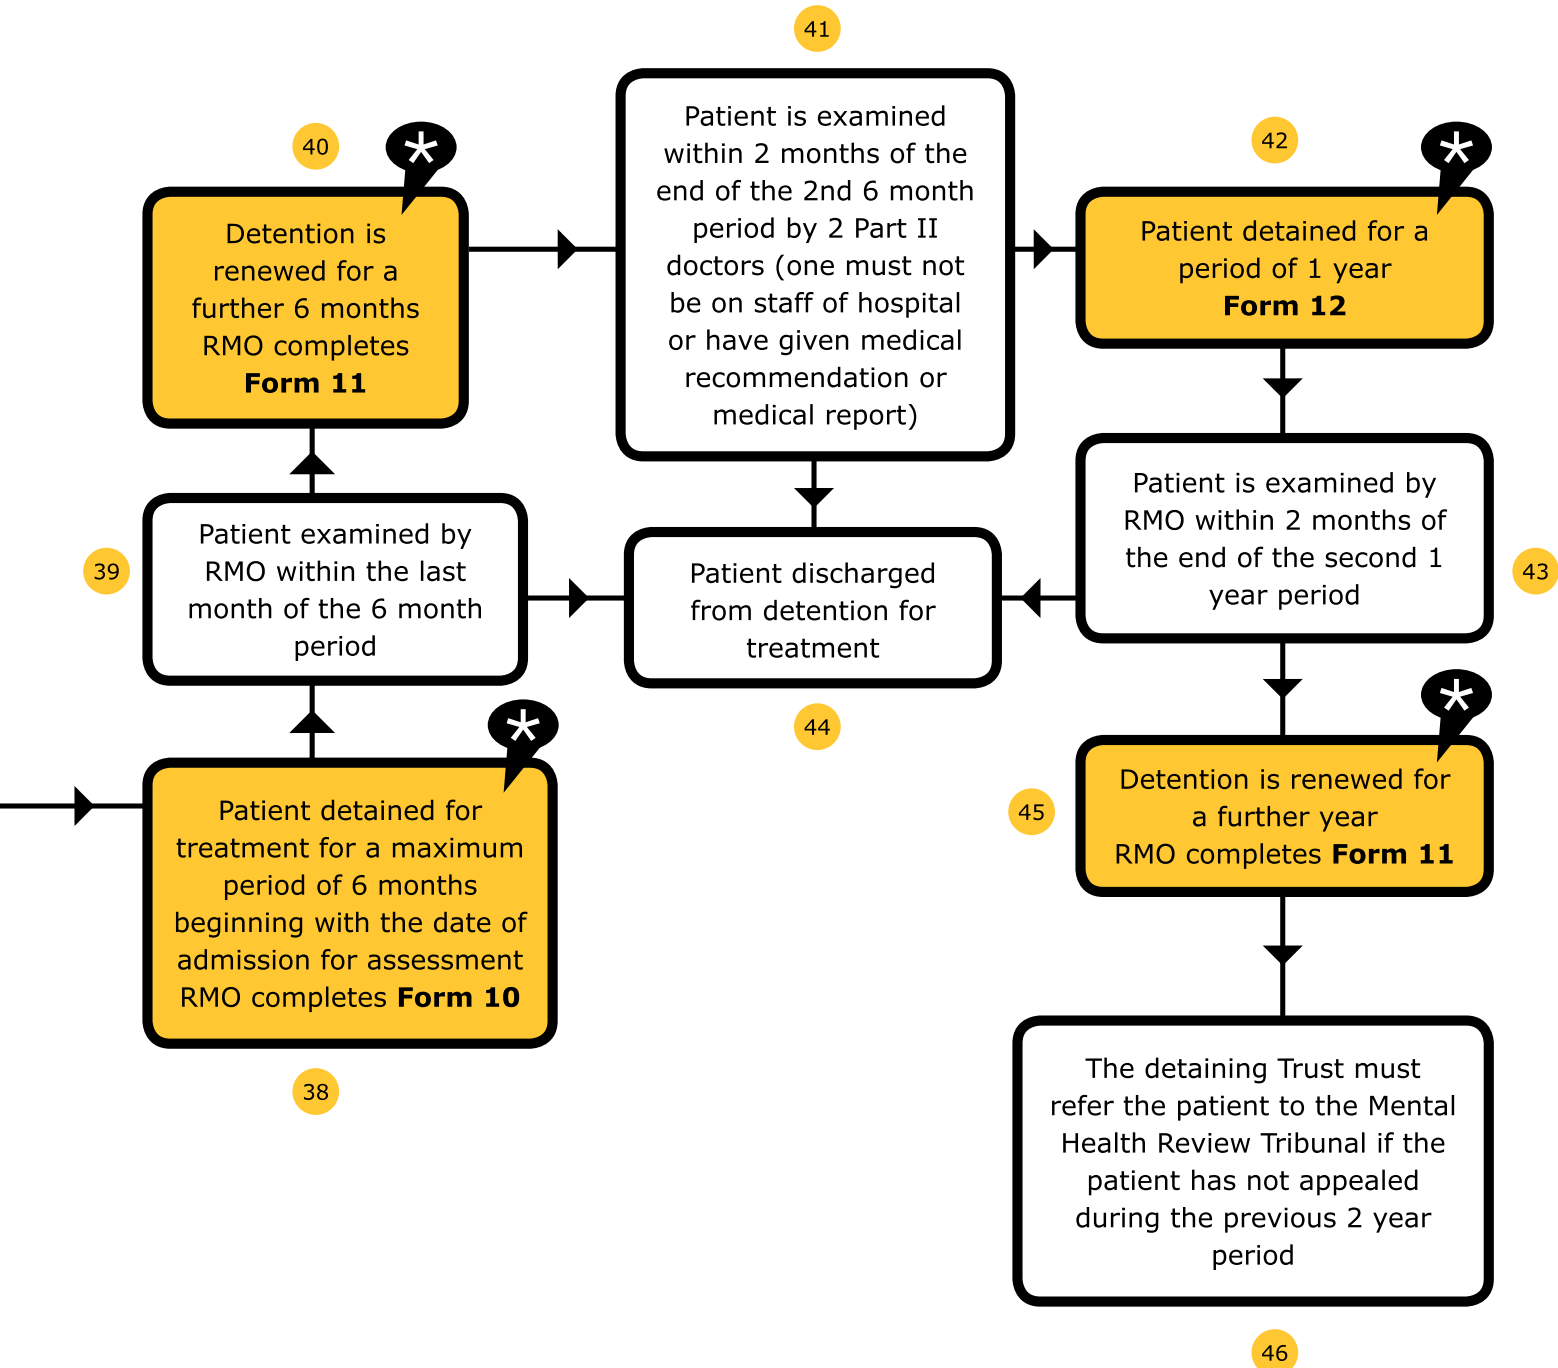 41
Patient is examined
within 2 months of the
end of the 2nd 6 month
period by 2 Part II
doctors (one must not
be on staff of hospital
or have given medical
recommendation or
medical report)
40
*
Detention is
renewed for a
further 6 months
RMO completes
Form 11
42
*
Patient detained for a
period of 1 year
Form 12
39
Patient examined by
RMO within the last
month of the 6 month
period
Patient discharged
from detention for
treatment
44
Patient is examined by
RMO within 2 months of
the end of the second 1
year period
43
*
Patient detained for
treatment for a maximum
period of 6 months
beginning with the date of
admission for assessment
RMO completes Form 10
38
45
*
Detention is renewed for
a further year
RMO completes Form 11
The detaining Trust must
refer the patient to the Mental
Health Review Tribunal if the
patient has not appealed
during the previous 2 year
period
46